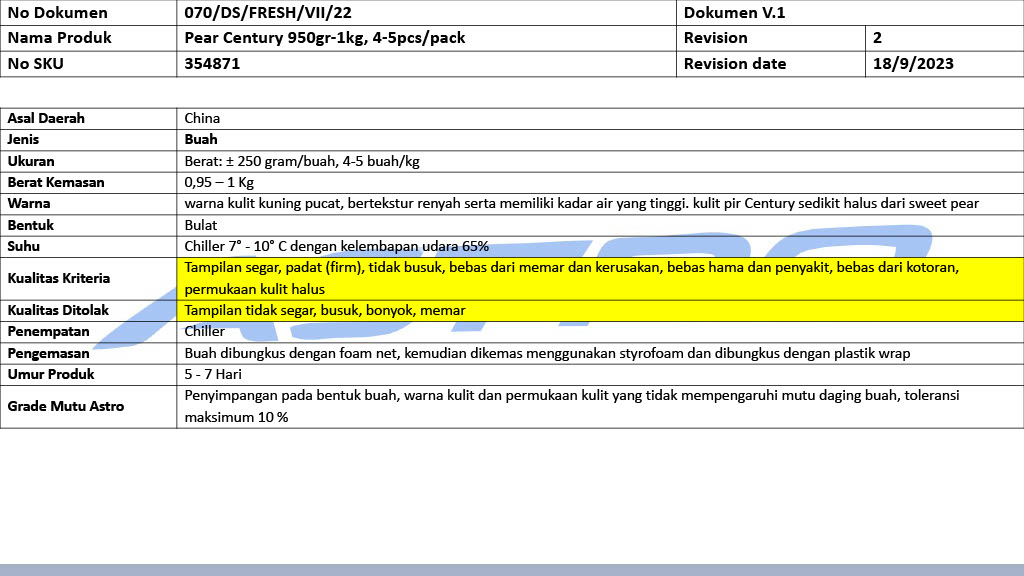 No Dokumen 070/DS/FRESH/VII/22 Dokumen V.1
Nama Produk Pear Century 950gr-1kg, 4-5pcs/pack Revision 2
No SKU 354871 Revision date 18/9/2023
Asal Daerah China
Jenis Buah
Ukuran Berat: ± 250 gram/buah, 4-5 buah/kg
Berat Kemasan 0,95 – 1 Kg
Warna warna kulit kuning pucat, bertekstur renyah serta memiliki kadar air yang tinggi. kulit pir Century sedikit halus dari sweet pear
Bentuk Bulat
Suhu Chiller 7° - 10° C dengan kelembapan udara 65%
Kualitas Kriteria Tampilan segar, padat (firm), tidak busuk, bebas dari memar dan kerusakan, bebas hama dan penyakit, bebas dari kotoran,
permukaan kulit halus
Kualitas Ditolak Tampilan tidak segar, busuk, bonyok, memar
Penempatan Chiller
Pengemasan Buah dibungkus dengan foam net, kemudian dikemas menggunakan styrofoam dan dibungkus dengan plastik wrap
Umur Produk 5 - 7 Hari
Grade Mutu Astro Penyimpangan pada bentuk buah, warna kulit dan permukaan kulit yang tidak mempengaruhi mutu daging buah, toleransi
maksimum 10 %
ASTRO